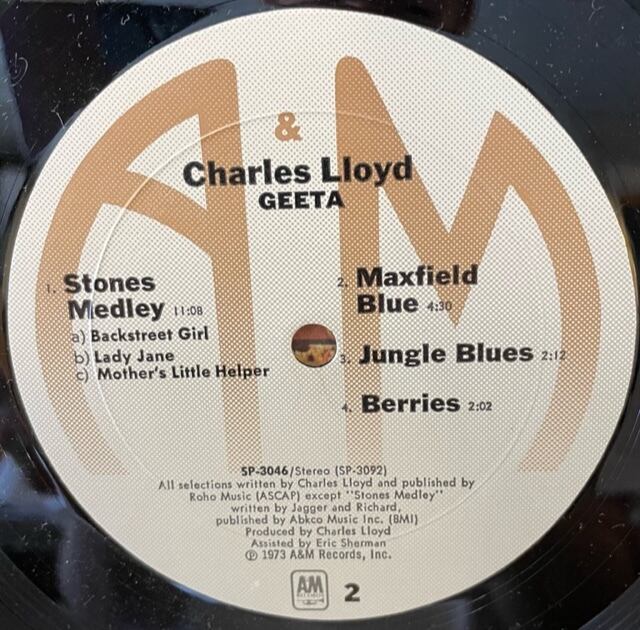 A&M
Charles Lloyd
GEETA
1. Stones
Medley 11:08
a) Backstreet Girl
b) Lady Jane
c) Mother's Little Helper
2. Maxfield
Blue 4:30
3. Jungle Blues 2:12
4. Berries 2:02
SP-3046/Stereo (SP-3092)
All selections written by Charles Lloyd and published by
Roho Music (ASCAP) except "Stones Medley"
written by Jagger and Richard,
published by Abkco Music Inc. (BMI)
Produced by Charles Lloyd
Assisted by Eric Sherman
℗ 1973 A&M Records, Inc.
AM
2